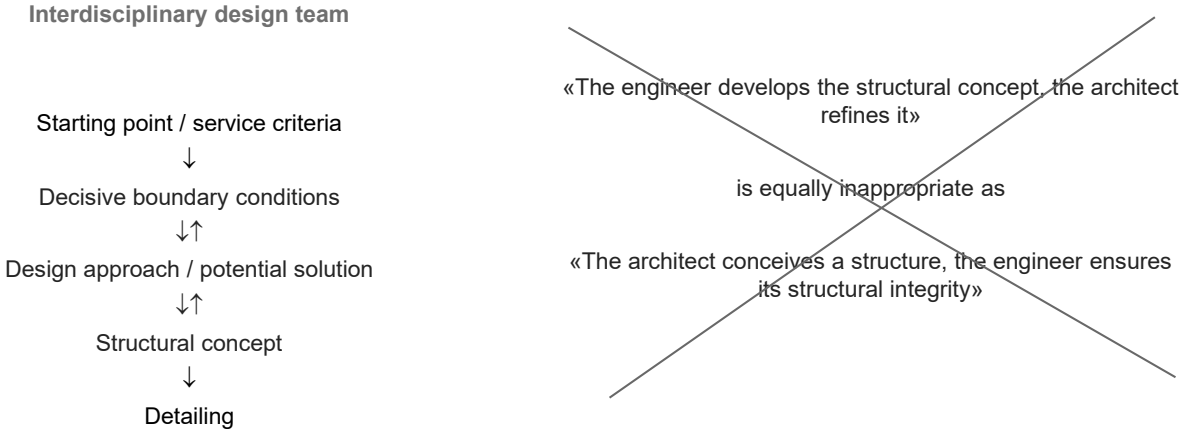 Interdisciplinary design team
Starting point / service criteria
↓
Decisive boundary conditions
↓↑
Design approach / potential solution
↓↑
Structural concept
↓
Detailing
«The engineer develops the structural concept, the architect
refines it»
is equally inappropriate as
«The architect conceives a structure, the engineer ensures
its structural integrity»